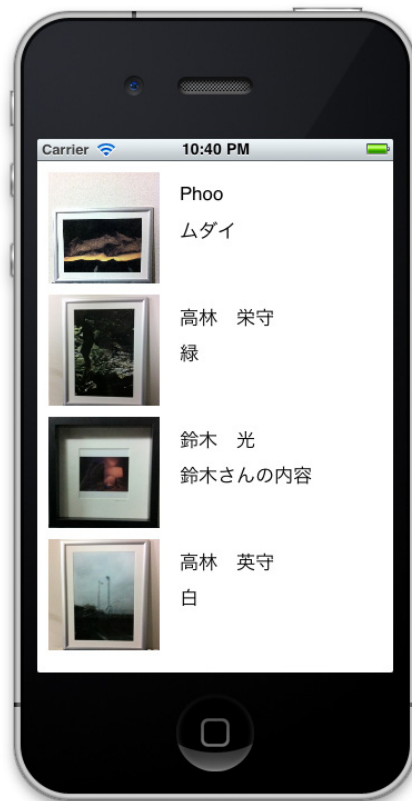 Carrier
10:40 PM
Phoo
ムダイ
高林　栄守
緑
鈴木　光
鈴木さんの内容
高林　英守
白